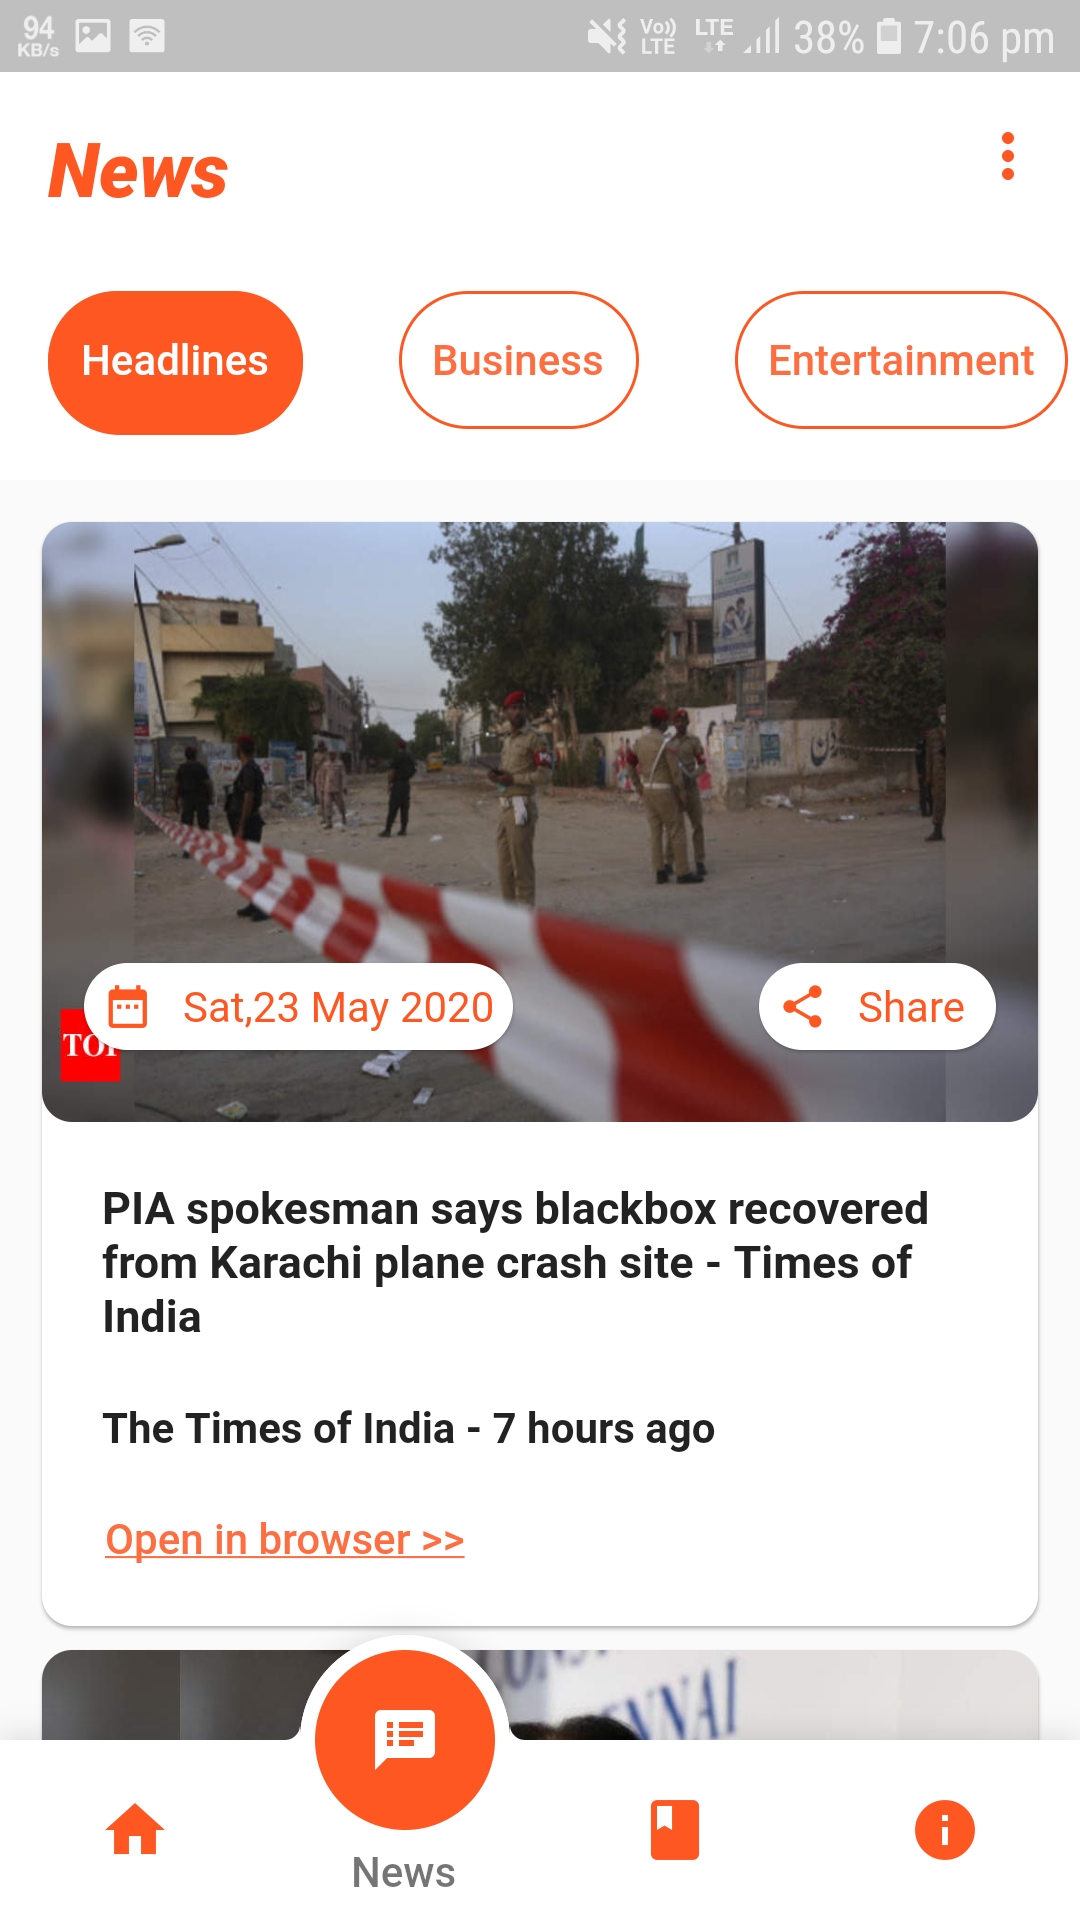 94
KB/s
Vo))
LTE
LTE
38%
7:06 pm
News
Headlines
Business
Entertainment
Sat,23 May 2020
Share
PIA spokesman says blackbox recovered
from Karachi plane crash site - Times of
India
The Times of India - 7 hours ago
Open in browser >>
News